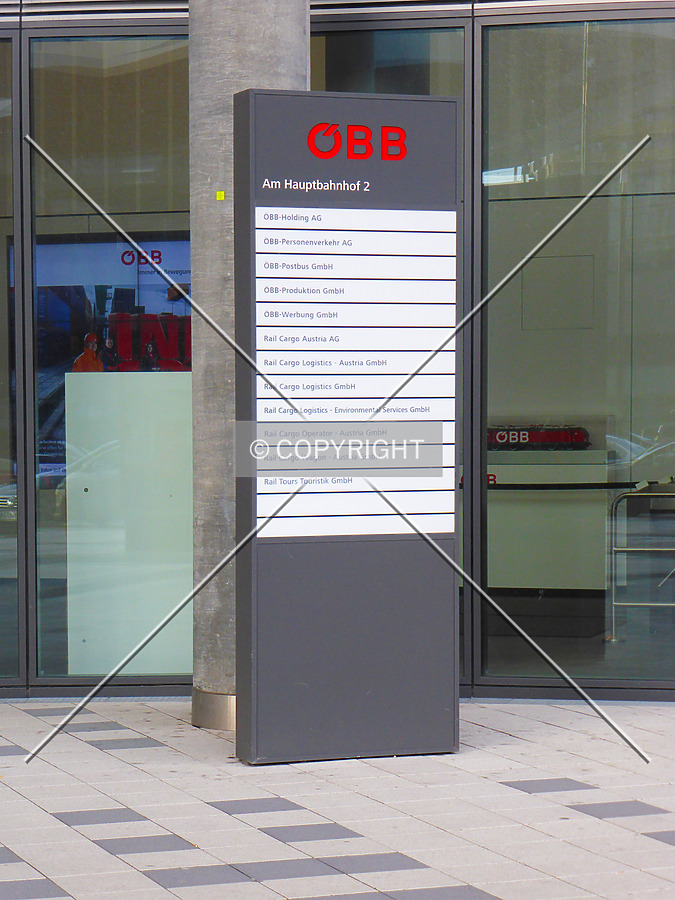 ÖBB
Am Hauptbahnhof 2
ÖBB-Holding AG
ÖBB-Personenverkehr AG
ÖBB-Postbus GmbH
ÖBB-Produktion GmbH
ÖBB-Werbung GmbH
Rail Cargo Austria AG
Rail Cargo Logistics - Austria GmbH
Rail Cargo Logistics GmbH
Rail Cargo Logistics - Environmental Services GmbH
Rail Cargo Operator - Austria GmbH
© COPYRIGHT
Rail Tours Touristik GmbH
ÖBB
ÖBB